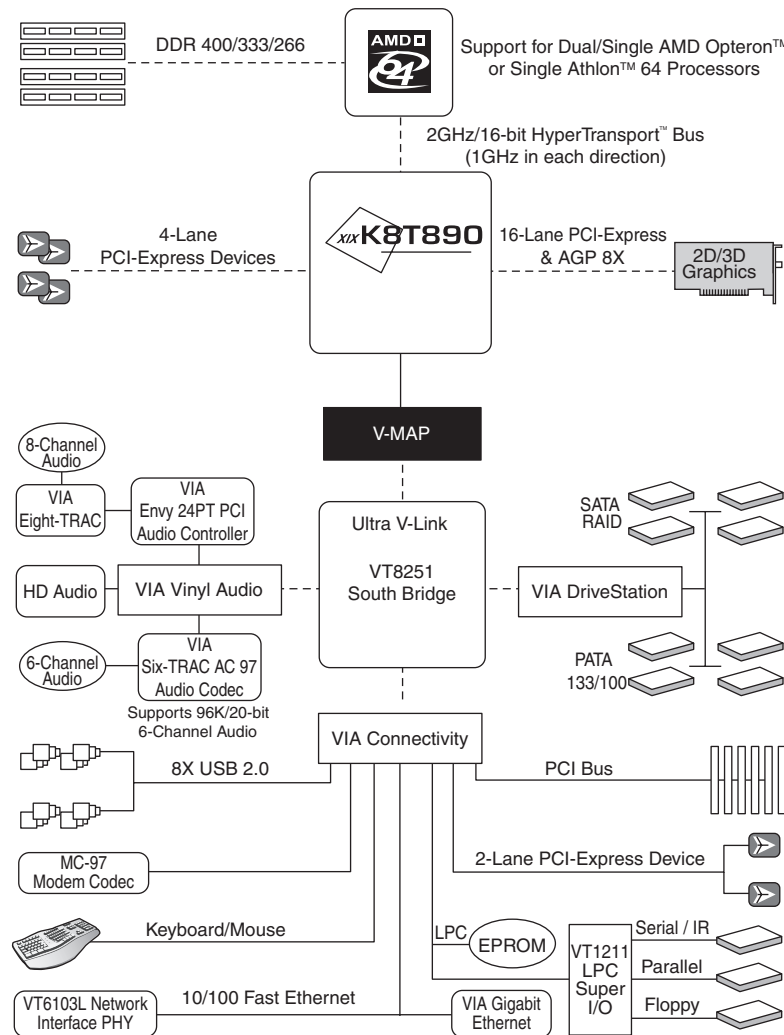 DDR 400/333/266
AMD
64
Support for Dual/Single AMD Opteron™
or Single Athlon™ 64 Processors
2GHz/16-bit HyperTransport™ Bus
(1GHz in each direction)
4-Lane
PCI-Express Devices
XIX K8T890
16-Lane PCI-Express
& AGP 8X
2D/3D
Graphics
V-MAP
8-Channel
Audio
VIA
Eight-TRAC
VIA
Envy 24PT PCI
Audio Controller
Ultra V-Link
VT8251
South Bridge
SATA
RAID
HD Audio
VIA Vinyl Audio
VIA DriveStation
6-Channel
Audio
VIA
Six-TRAC AC 97
Audio Codec
Supports 96K/20-bit
6-Channel Audio
PATA
133/100
VIA Connectivity
8X USB 2.0
PCI Bus
MC-97
Modem Codec
2-Lane PCI-Express Device
Keyboard/Mouse
LPC
EPROM
VT1211
LPC
Super
I/O
Serial / IR
Parallel
Floppy
VT6103L Network
Interface PHY
10/100 Fast Ethernet
VIA Gigabit
Ethernet